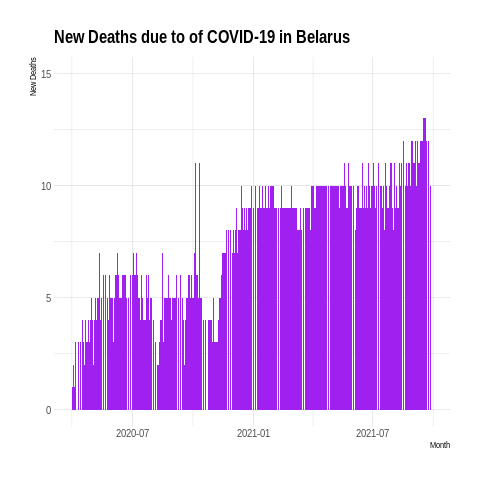 New Deaths due to of COVID-19 in Belarus
New Deaths
15
10
5
0
2020-07
2021-01
2021-07
Month